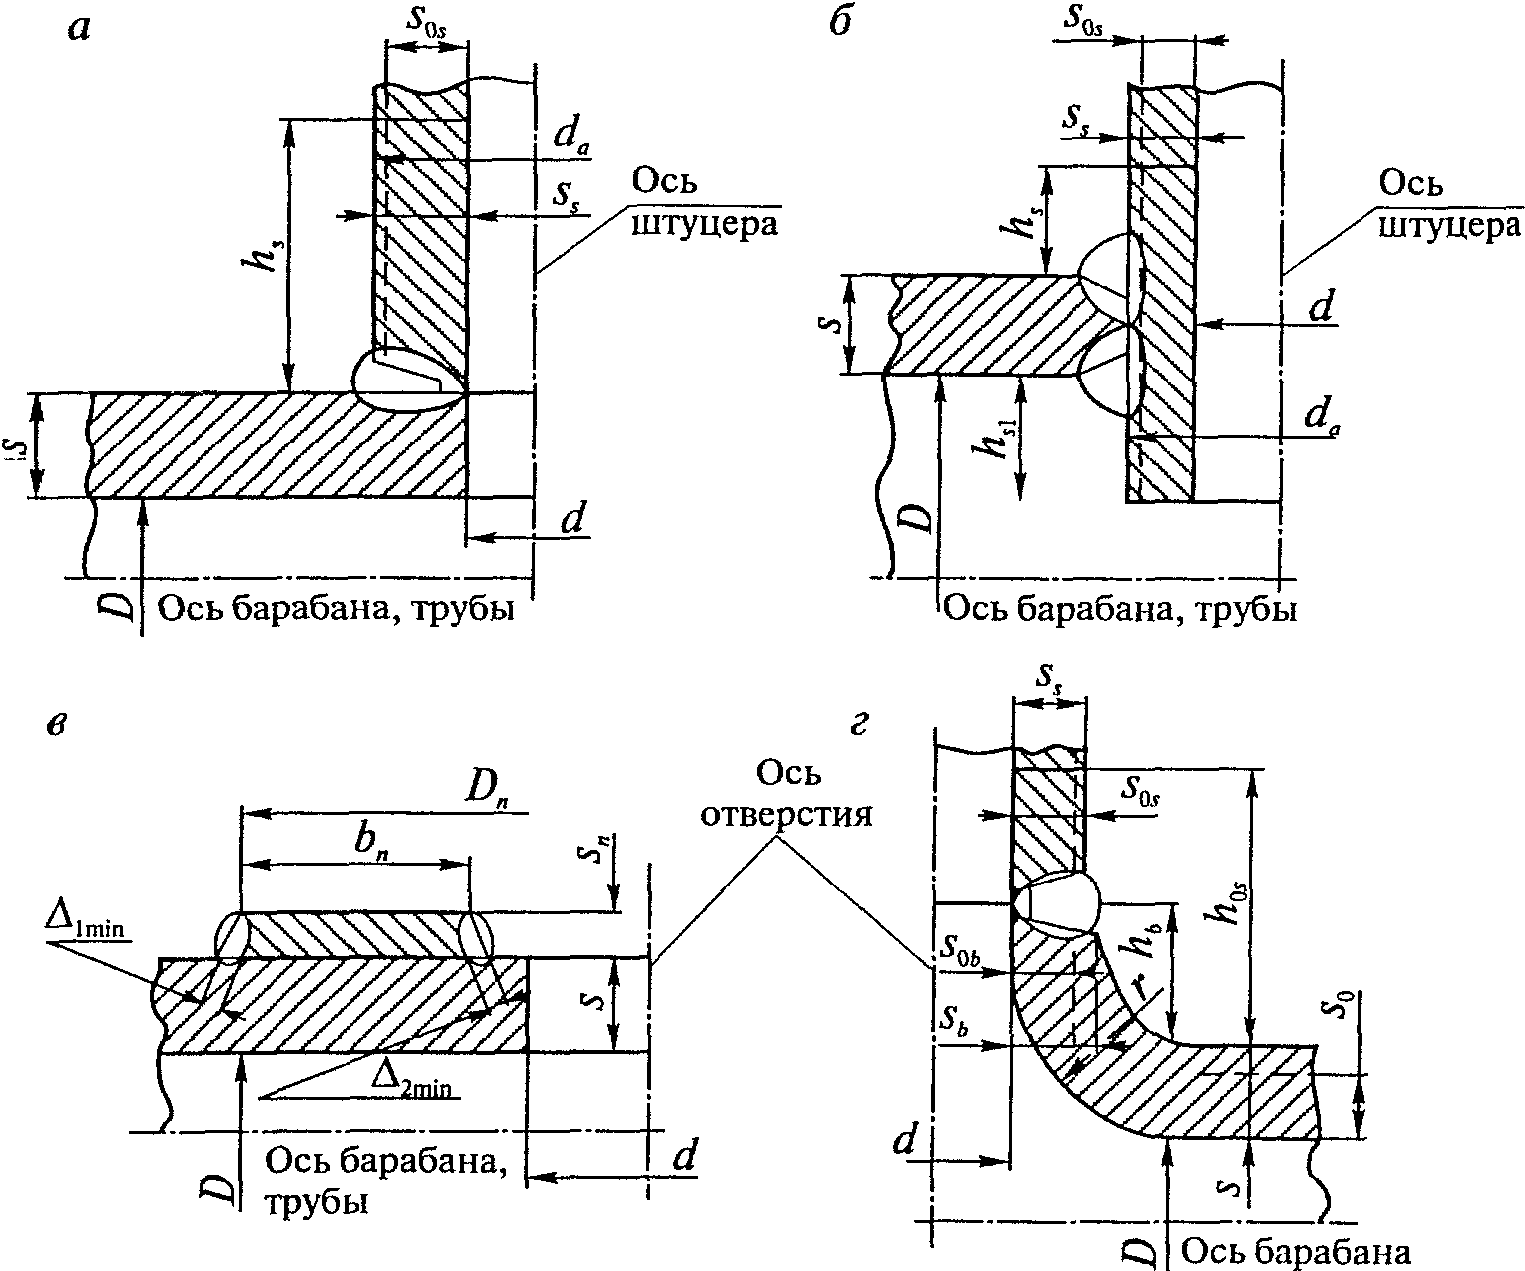 а
s0s
da
ss
hs
Ось
штуцера
s
d
D
Ось барабана, трубы
б
s0s
ss
hs
Ось
штуцера
s
d
hs1
da
D
Ось барабана, трубы
в
Dn
bn
sn
Δ1min
Ось
отверстия
s
Δ2min
D
Ось барабана,
трубы
d
г
ss
s0s
h0s
hb
s0b
r
sb
s0
d
s
D
Ось барабана